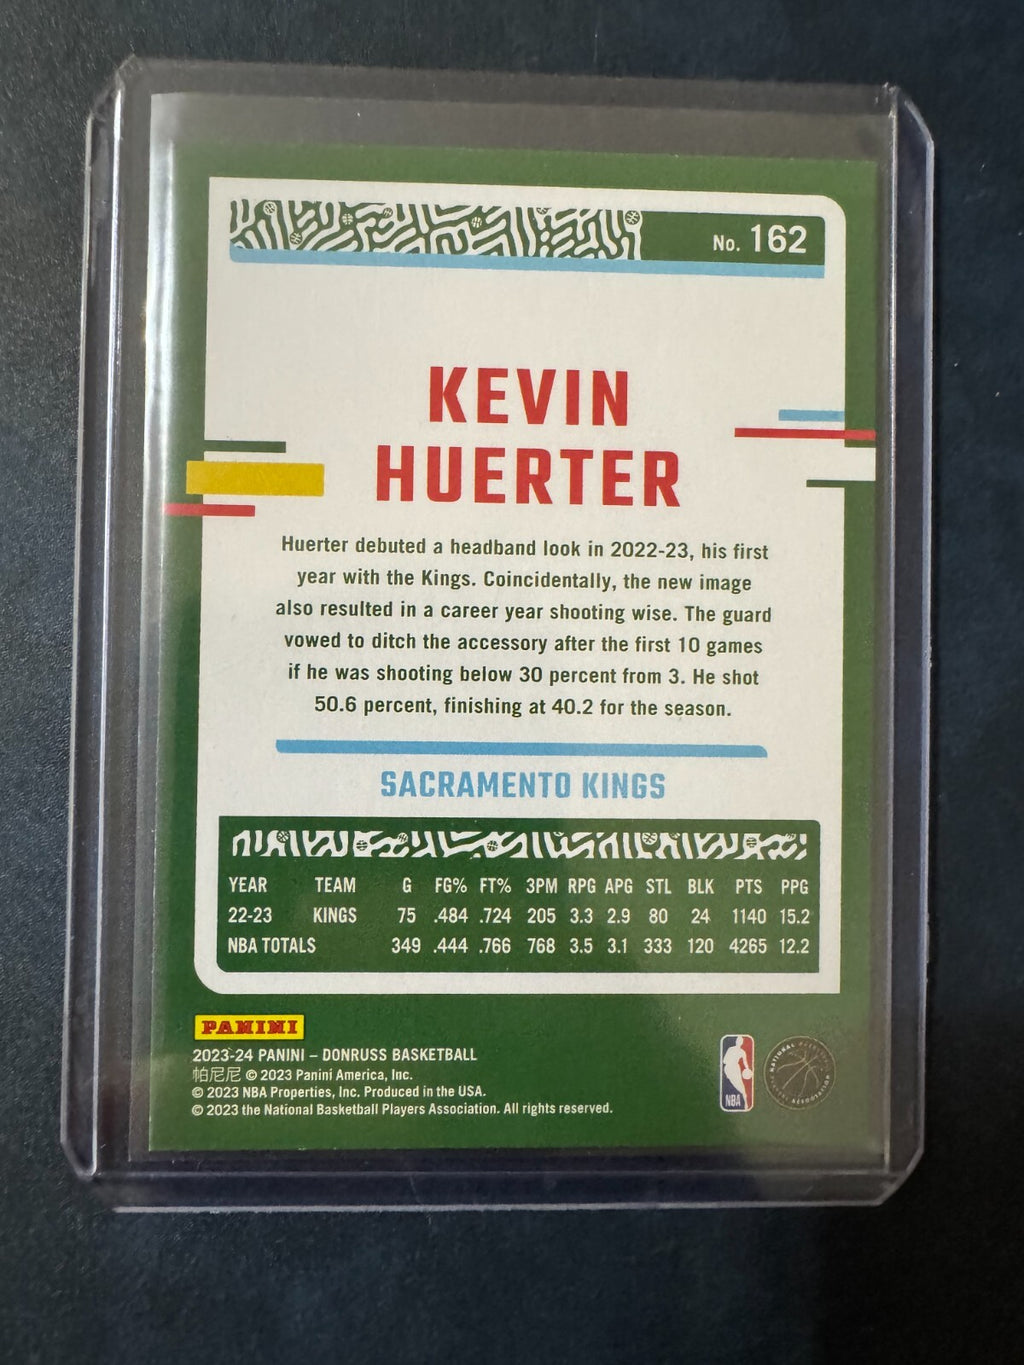 No. 162
KEVIN
HUERTER
Huerter debuted a headband look in 2022-23, his first
year with the Kings. Coincidentally, the new image
also resulted in a career year shooting wise. The guard
vowed to ditch the accessory after the first 10 games
if he was shooting below 30 percent from 3. He shot
50.6 percent, finishing at 40.2 for the season.
SACRAMENTO KINGS
YEAR TEAM G FG% FT% 3PM RPG APG STL BLK PTS PPG
22-23 KINGS 75 .484 .724 205 3.3 2.9 80 24 1140 15.2
NBA TOTALS 349 .444 .766 768 3.5 3.1 333 120 4265 12.2
PANINI
2023-24 PANINI – DONRUSS BASKETBALL
帕尼尼 © 2023 Panini America, Inc.
© 2023 NBA Properties, Inc. Produced in the USA.
© 2023 the National Basketball Players Association. All rights reserved.
NBA
NATIONAL BASKETBALL PLAYERS ASSOCIATION